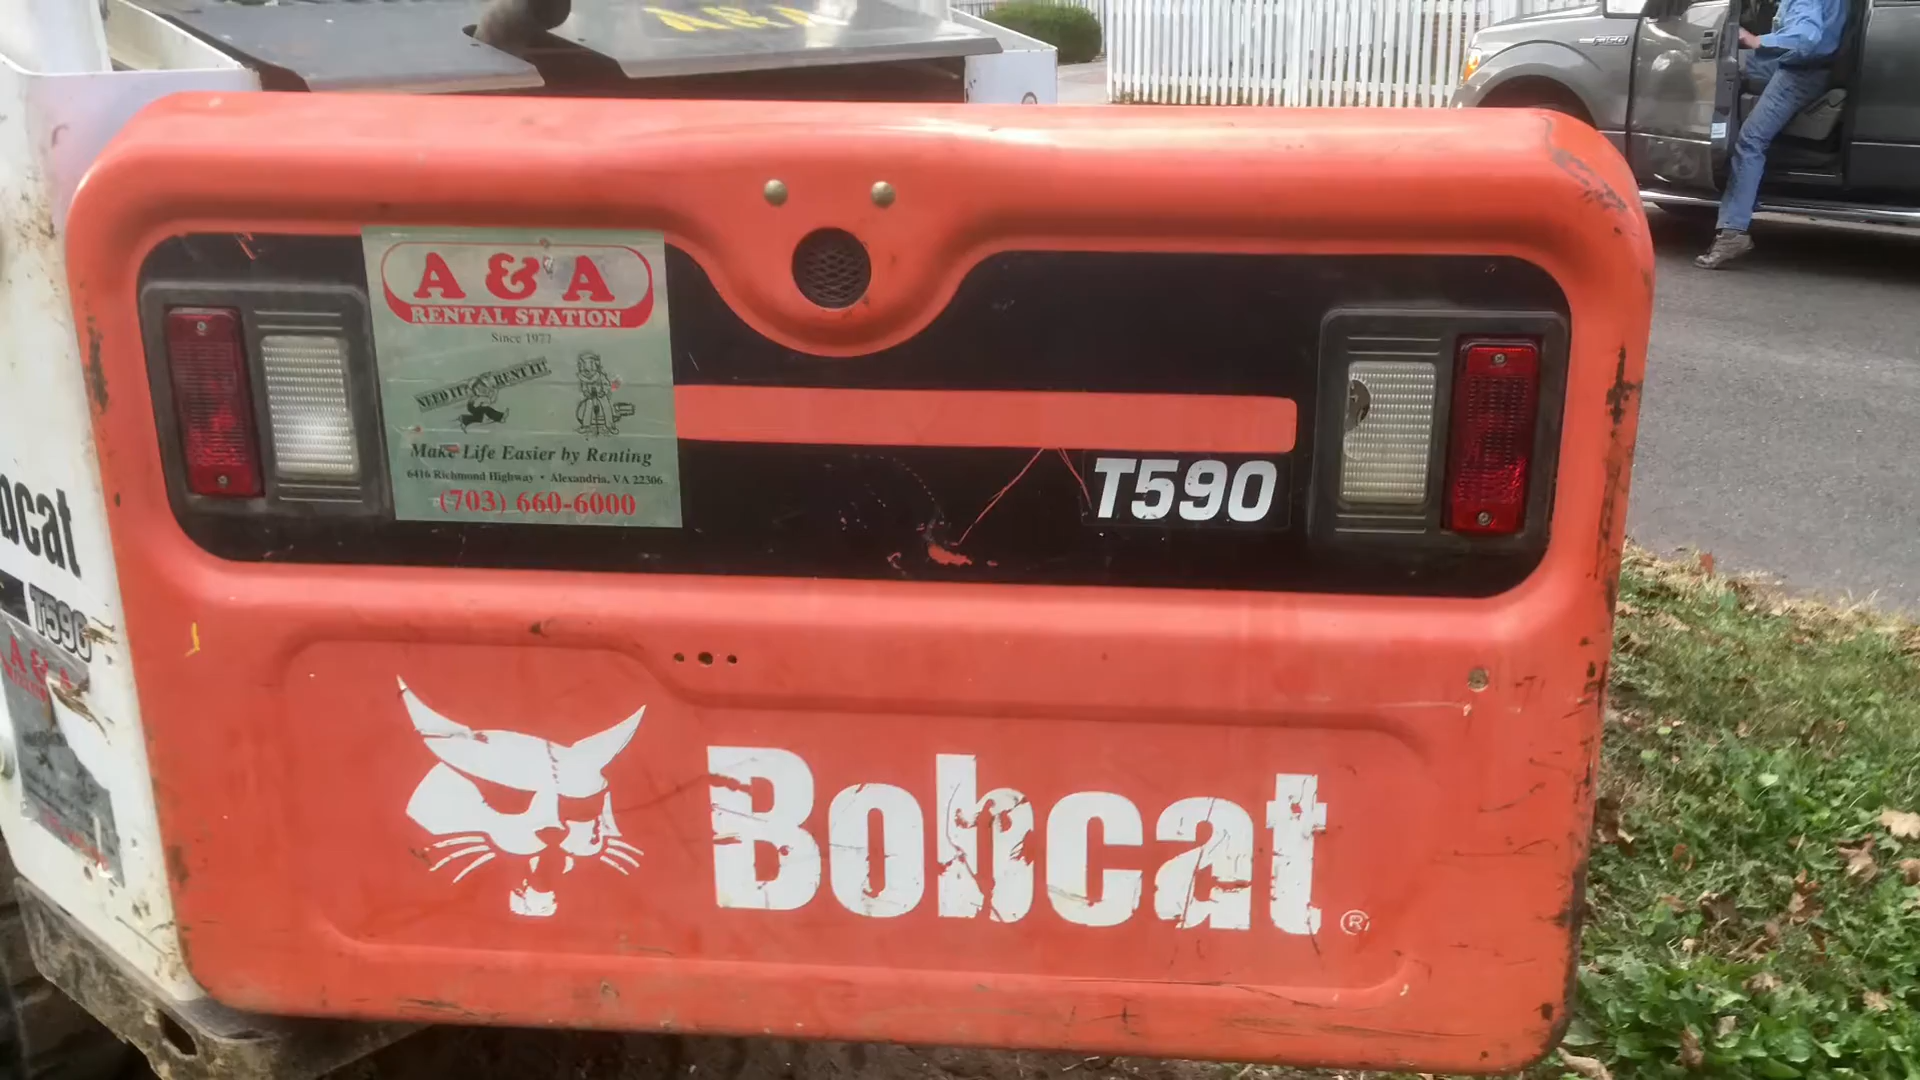 A & A
F150
A & A
RENTAL STATION
Since 1977
NEED IT? RENT IT!
Make Life Easier by Renting
6416 Richmond Highway • Alexandria, VA 22306
(703) 660-6000
T590
bcat
T590
A & A
Bobcat ®